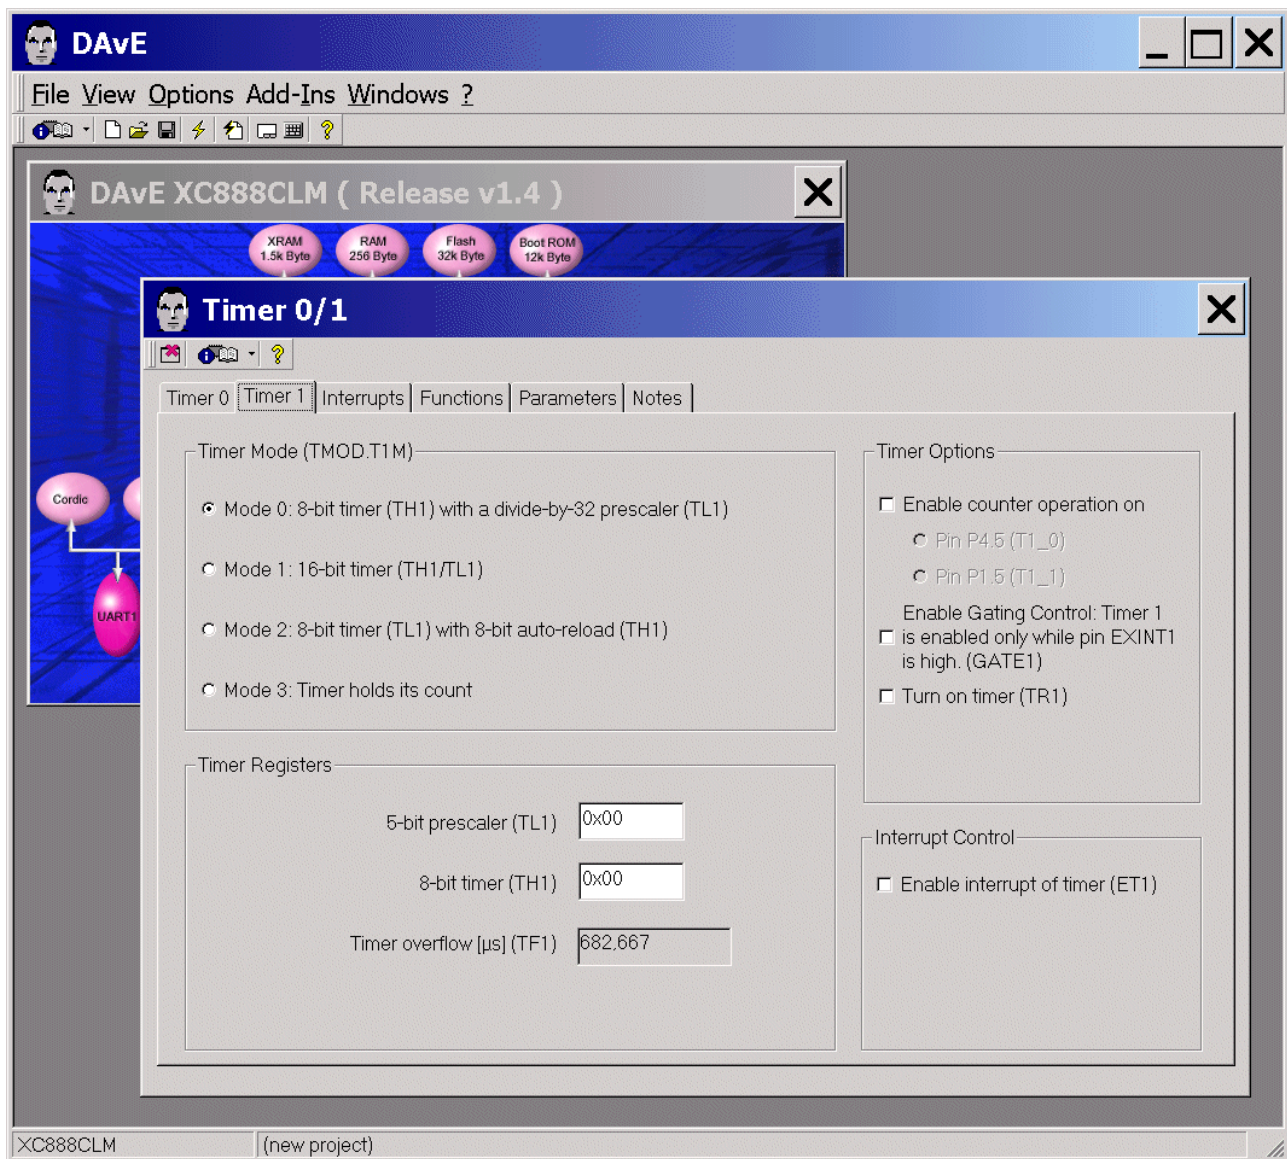 DAvE
File View Options Add-Ins Windows ?
DAvE XC888CLM ( Release v1.4 )
XRAM
1.5k Byte
RAM
256 Byte
Flash
32k Byte
Boot ROM
12k Byte
Cordic
UART1
Timer 0/1
Timer 0 Timer 1 Interrupts Functions Parameters Notes
Timer Mode (TMOD.T1M)
Mode 0: 8-bit timer (TH1) with a divide-by-32 prescaler (TL1)
Mode 1: 16-bit timer (TH1/TL1)
Mode 2: 8-bit timer (TL1) with 8-bit auto-reload (TH1)
Mode 3: Timer holds its count
Timer Options
Enable counter operation on
Pin P4.5 (T1_0)
Pin P1.5 (T1_1)
Enable Gating Control: Timer 1
is enabled only while pin EXINT1
is high. (GATE1)
Turn on timer (TR1)
Timer Registers
5-bit prescaler (TL1) 0x00
8-bit timer (TH1) 0x00
Timer overflow [µs] (TF1) 682,667
Interrupt Control
Enable interrupt of timer (ET1)
XC888CLM (new project)